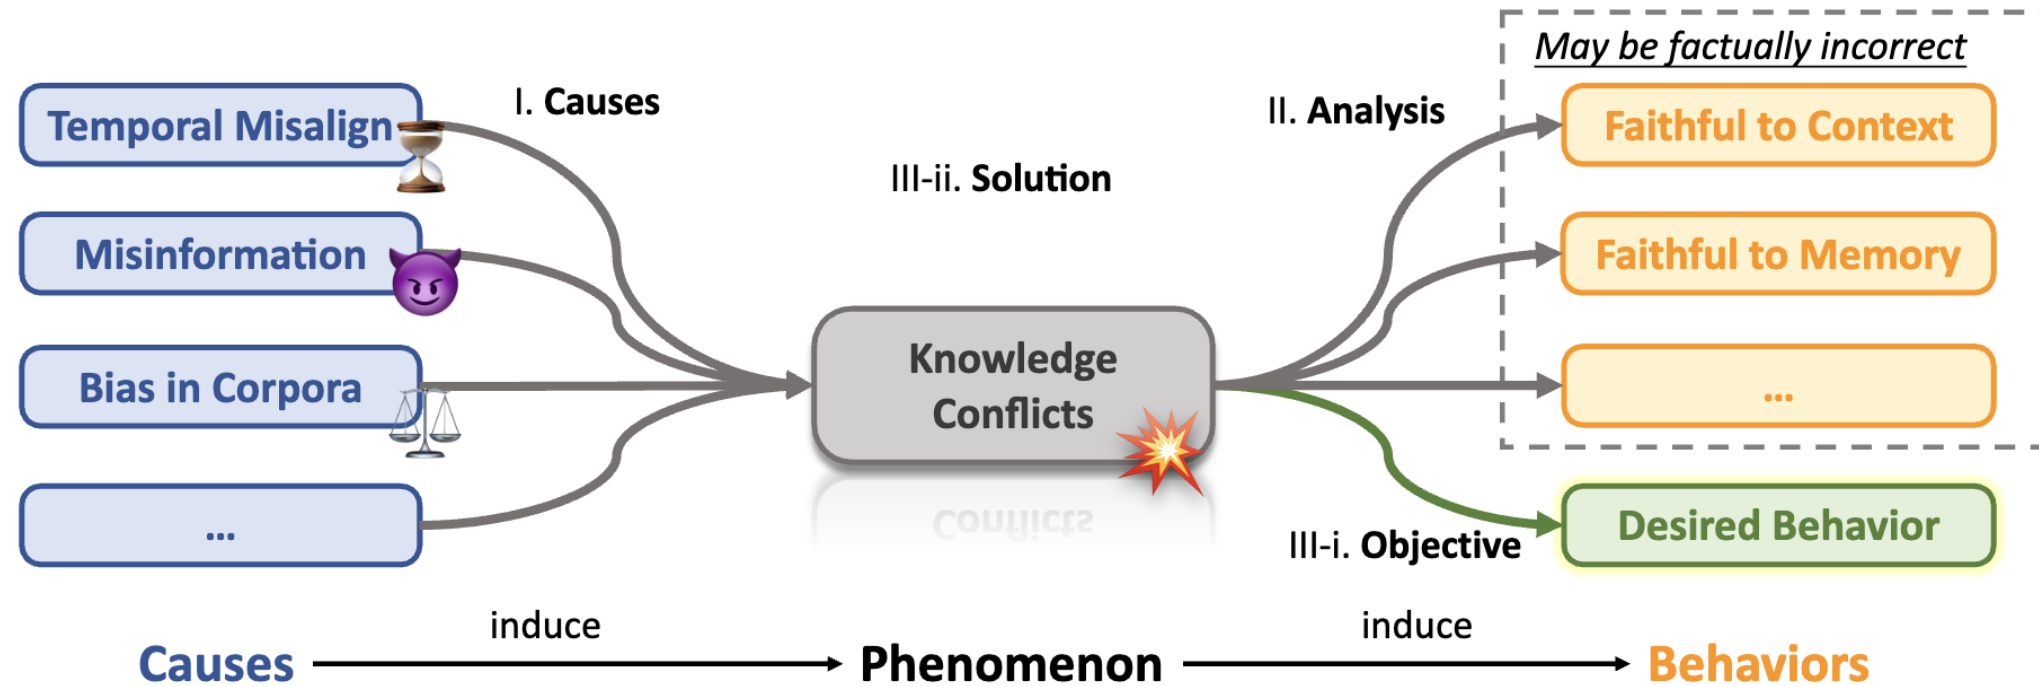 May be factually incorrect
Temporal Misalign
I. Causes
II. Analysis
Faithful to Context
III-ii. Solution
Misinformation
Faithful to Memory
Bias in Corpora
Knowledge
Conflicts
...
...
Conflicts
Desired Behavior
III-i. Objective
induce
induce
Causes
Phenomenon
Behaviors